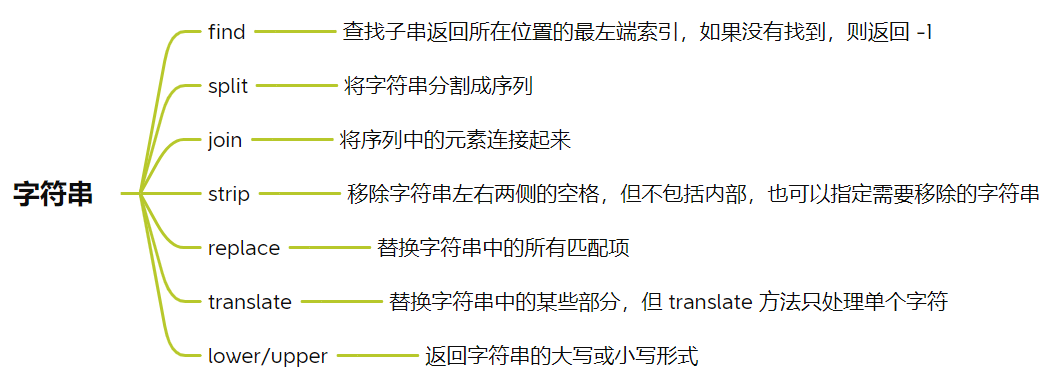 find 查找子串返回所在位置的最左端索引，如果没有找到，则返回 -1
split 将字符串分割成序列
join 将序列中的元素连接起来
字符串 strip 移除字符串左右两侧的空格，但不包括内部，也可以指定需要移除的字符串
replace 替换字符串中的所有匹配项
translate 替换字符串中的某些部分，但 translate 方法只处理单个字符
lower/upper 返回字符串的大写或小写形式